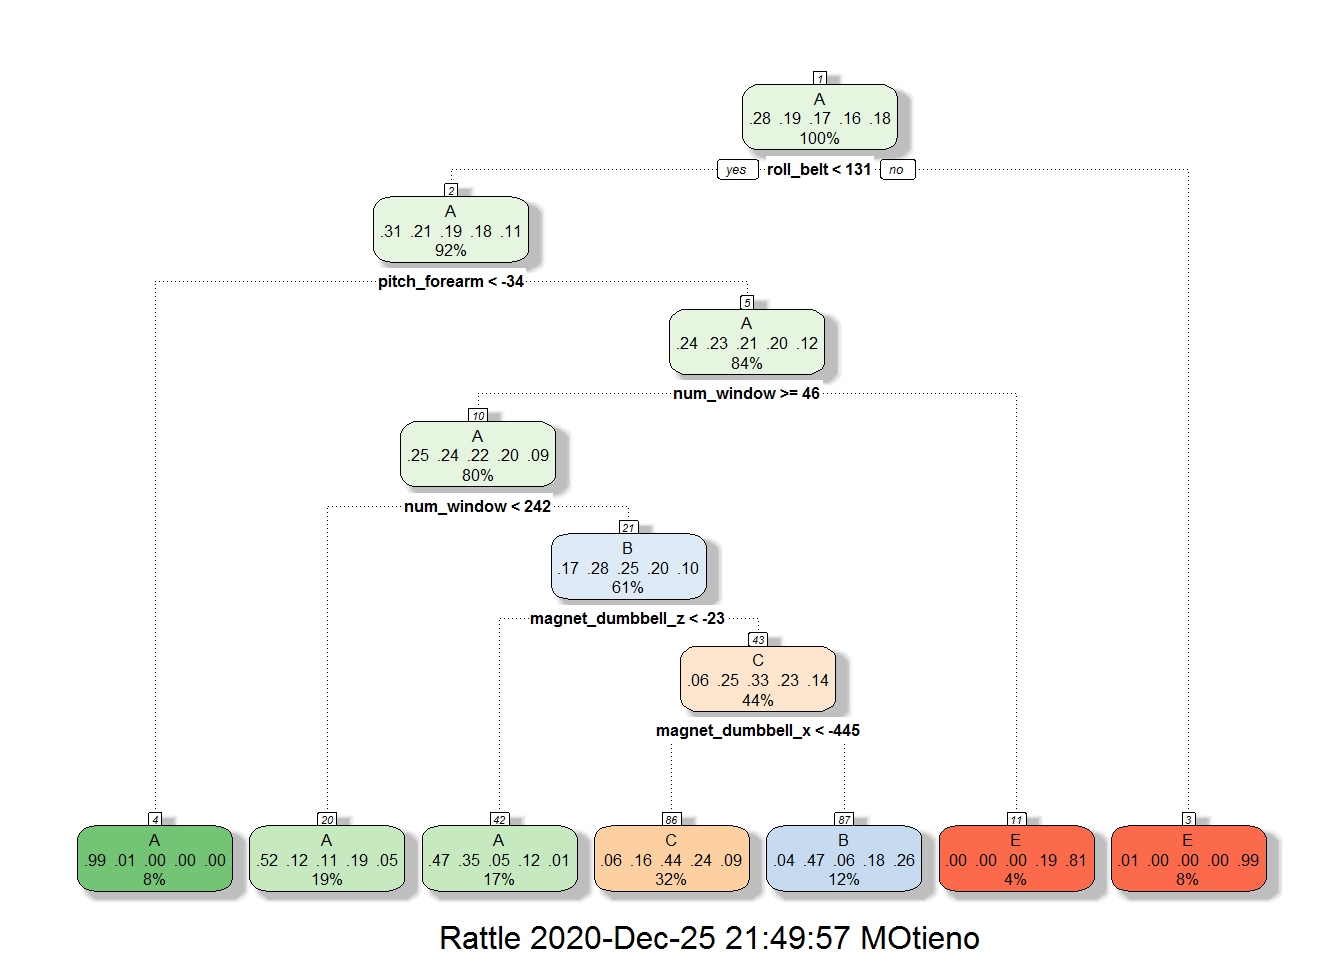 1
A
.28 .19 .17 .16 .18
100%
yes roll_belt < 131 no
2
A
.31 .21 .19 .18 .11
92%
pitch_forearm < -34
5
A
.24 .23 .21 .20 .12
84%
num_window >= 46
10
A
.25 .24 .22 .20 .09
80%
num_window < 242
21
B
.17 .28 .25 .20 .10
61%
magnet_dumbbell_z < -23
43
C
.06 .25 .33 .23 .14
44%
magnet_dumbbell_x < -445
4
A
.99 .01 .00 .00 .00
8%
20
A
.52 .12 .11 .19 .05
19%
42
A
.47 .35 .05 .12 .01
17%
86
C
.06 .16 .44 .24 .09
32%
87
B
.04 .47 .06 .18 .26
12%
11
E
.00 .00 .00 .19 .81
4%
3
E
.01 .00 .00 .00 .99
8%
Rattle 2020-Dec-25 21:49:57 MOtieno